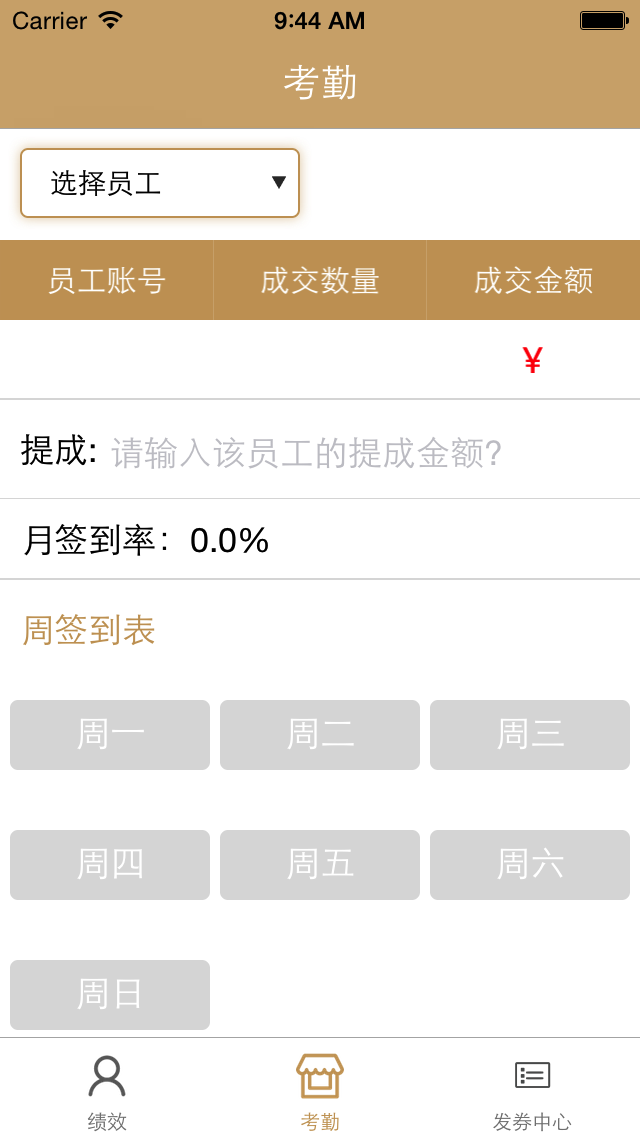 Carrier 9:44 AM
考勤
选择员工
员工账号 成交数量 成交金额
¥
提成: 请输入该员工的提成金额?
月签到率: 0.0%
周签到表
周一 周二 周三
周四 周五 周六
周日
绩效 考勤 发券中心